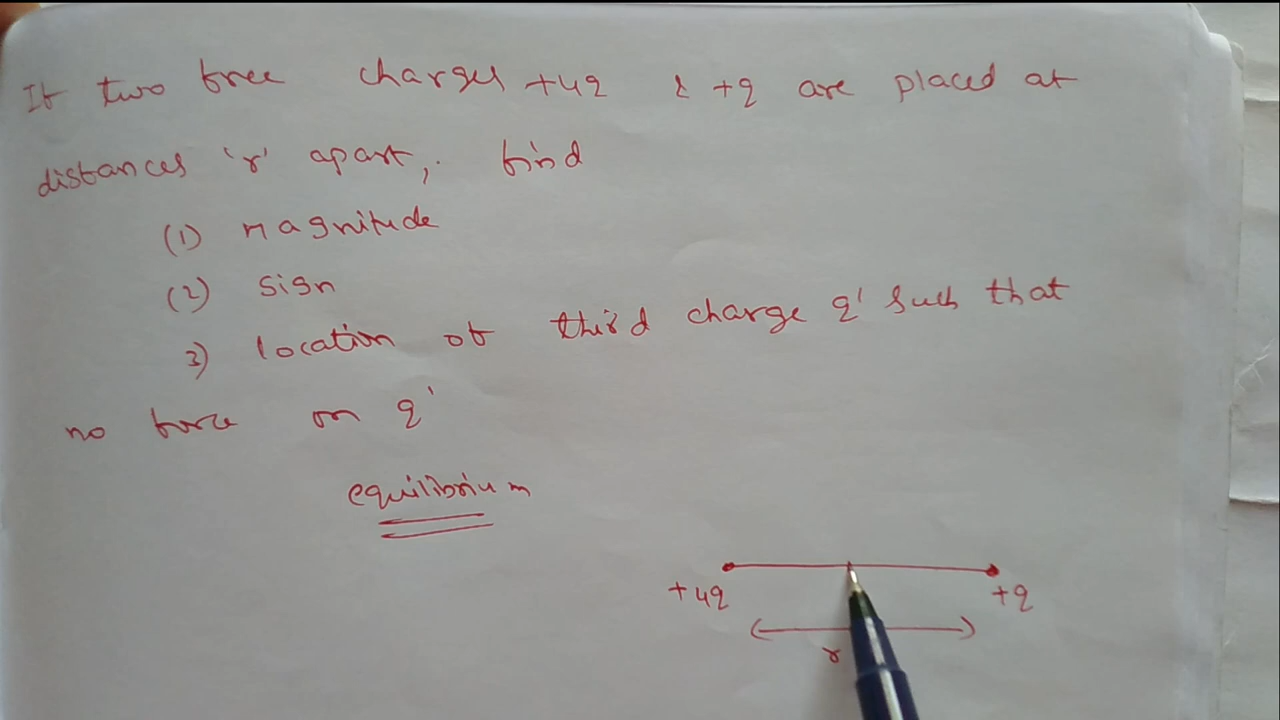 If two free charges +4q & +q are placed at
distances 'r' apart, find
(1) magnitude
(2) sign
3) location of third charge q' such that
no force on q'
equilibrium
+4q +q
r